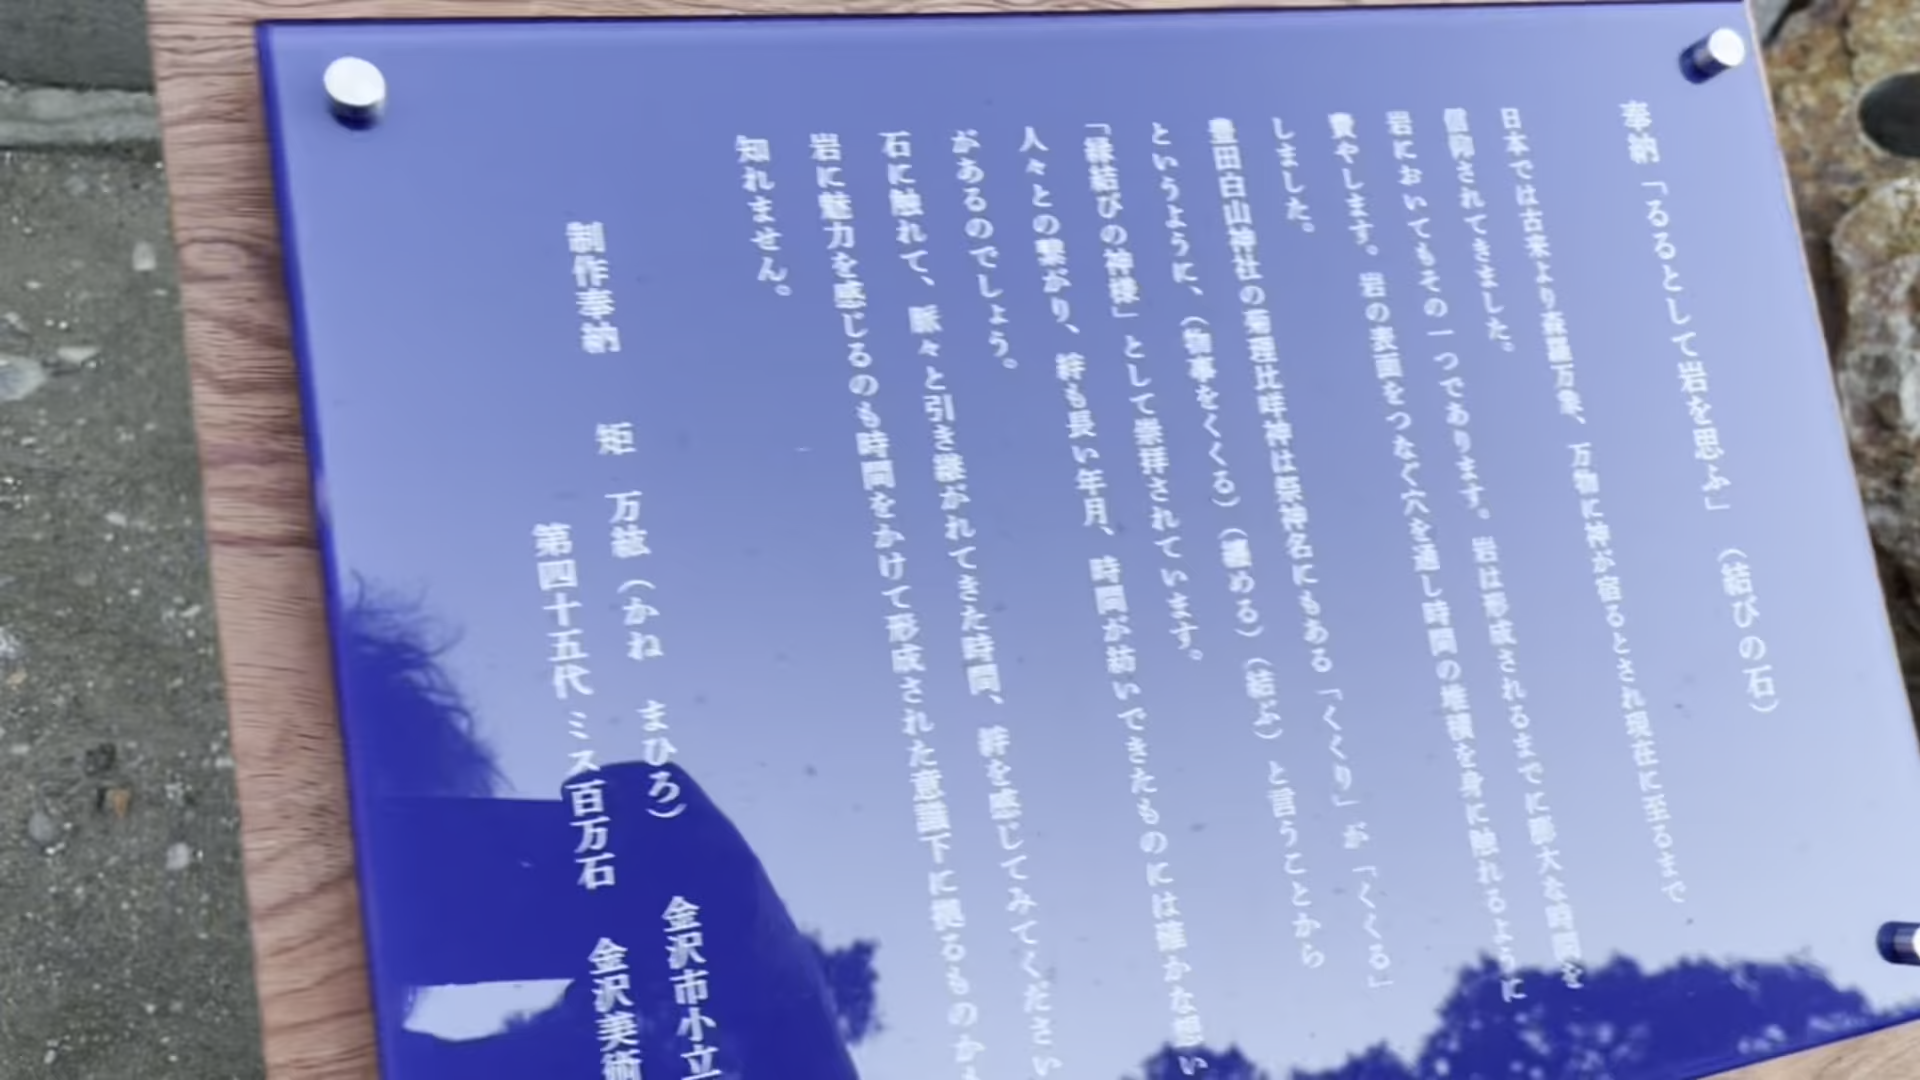 奉納「るるとして岩を思ふ」（結びの石）
日本では古来より森羅万象、万物に神が宿るとされ現在に至るまで
信仰されてきました。
岩においてもその一つであります。岩は形成されるまでに膨大な時間を
費やします。岩の表面をつなぐ穴を通し時間の堆積を身に触れるように
しました。
豊田白山神社の菊理比咩神は祭神名にもある「くくり」が「くくる」
というように、（物事をくくる）（纏める）（結ぶ）と言うことから
「縁結びの神様」として崇拝されています。
人々との繋がり、絆も長い年月、時間が紡いできたものには確かな想い
があるのでしょう。
石に触れて、脈々と引き継がれてきた時間、絆を感じてみてください
岩に魅力を感じるのも時間をかけて形成された意識下に拠るものか
知れません。
制作奉納 矩 万紘（かね まひろ） 金沢市小立
第四十五代 ミス百万石 金沢美術